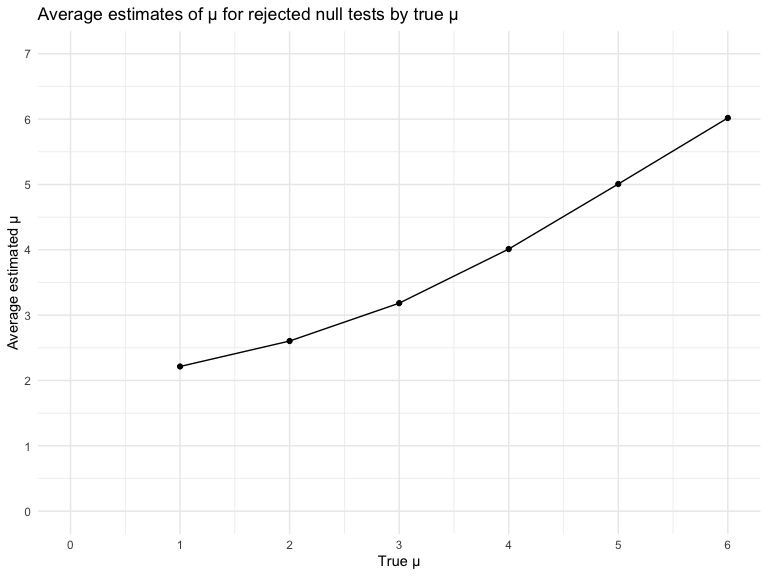 Average estimates of μ for rejected null tests by true μ
7
6
5
4
3
2
1
0
Average estimated μ
0 1 2 3 4 5 6
True μ